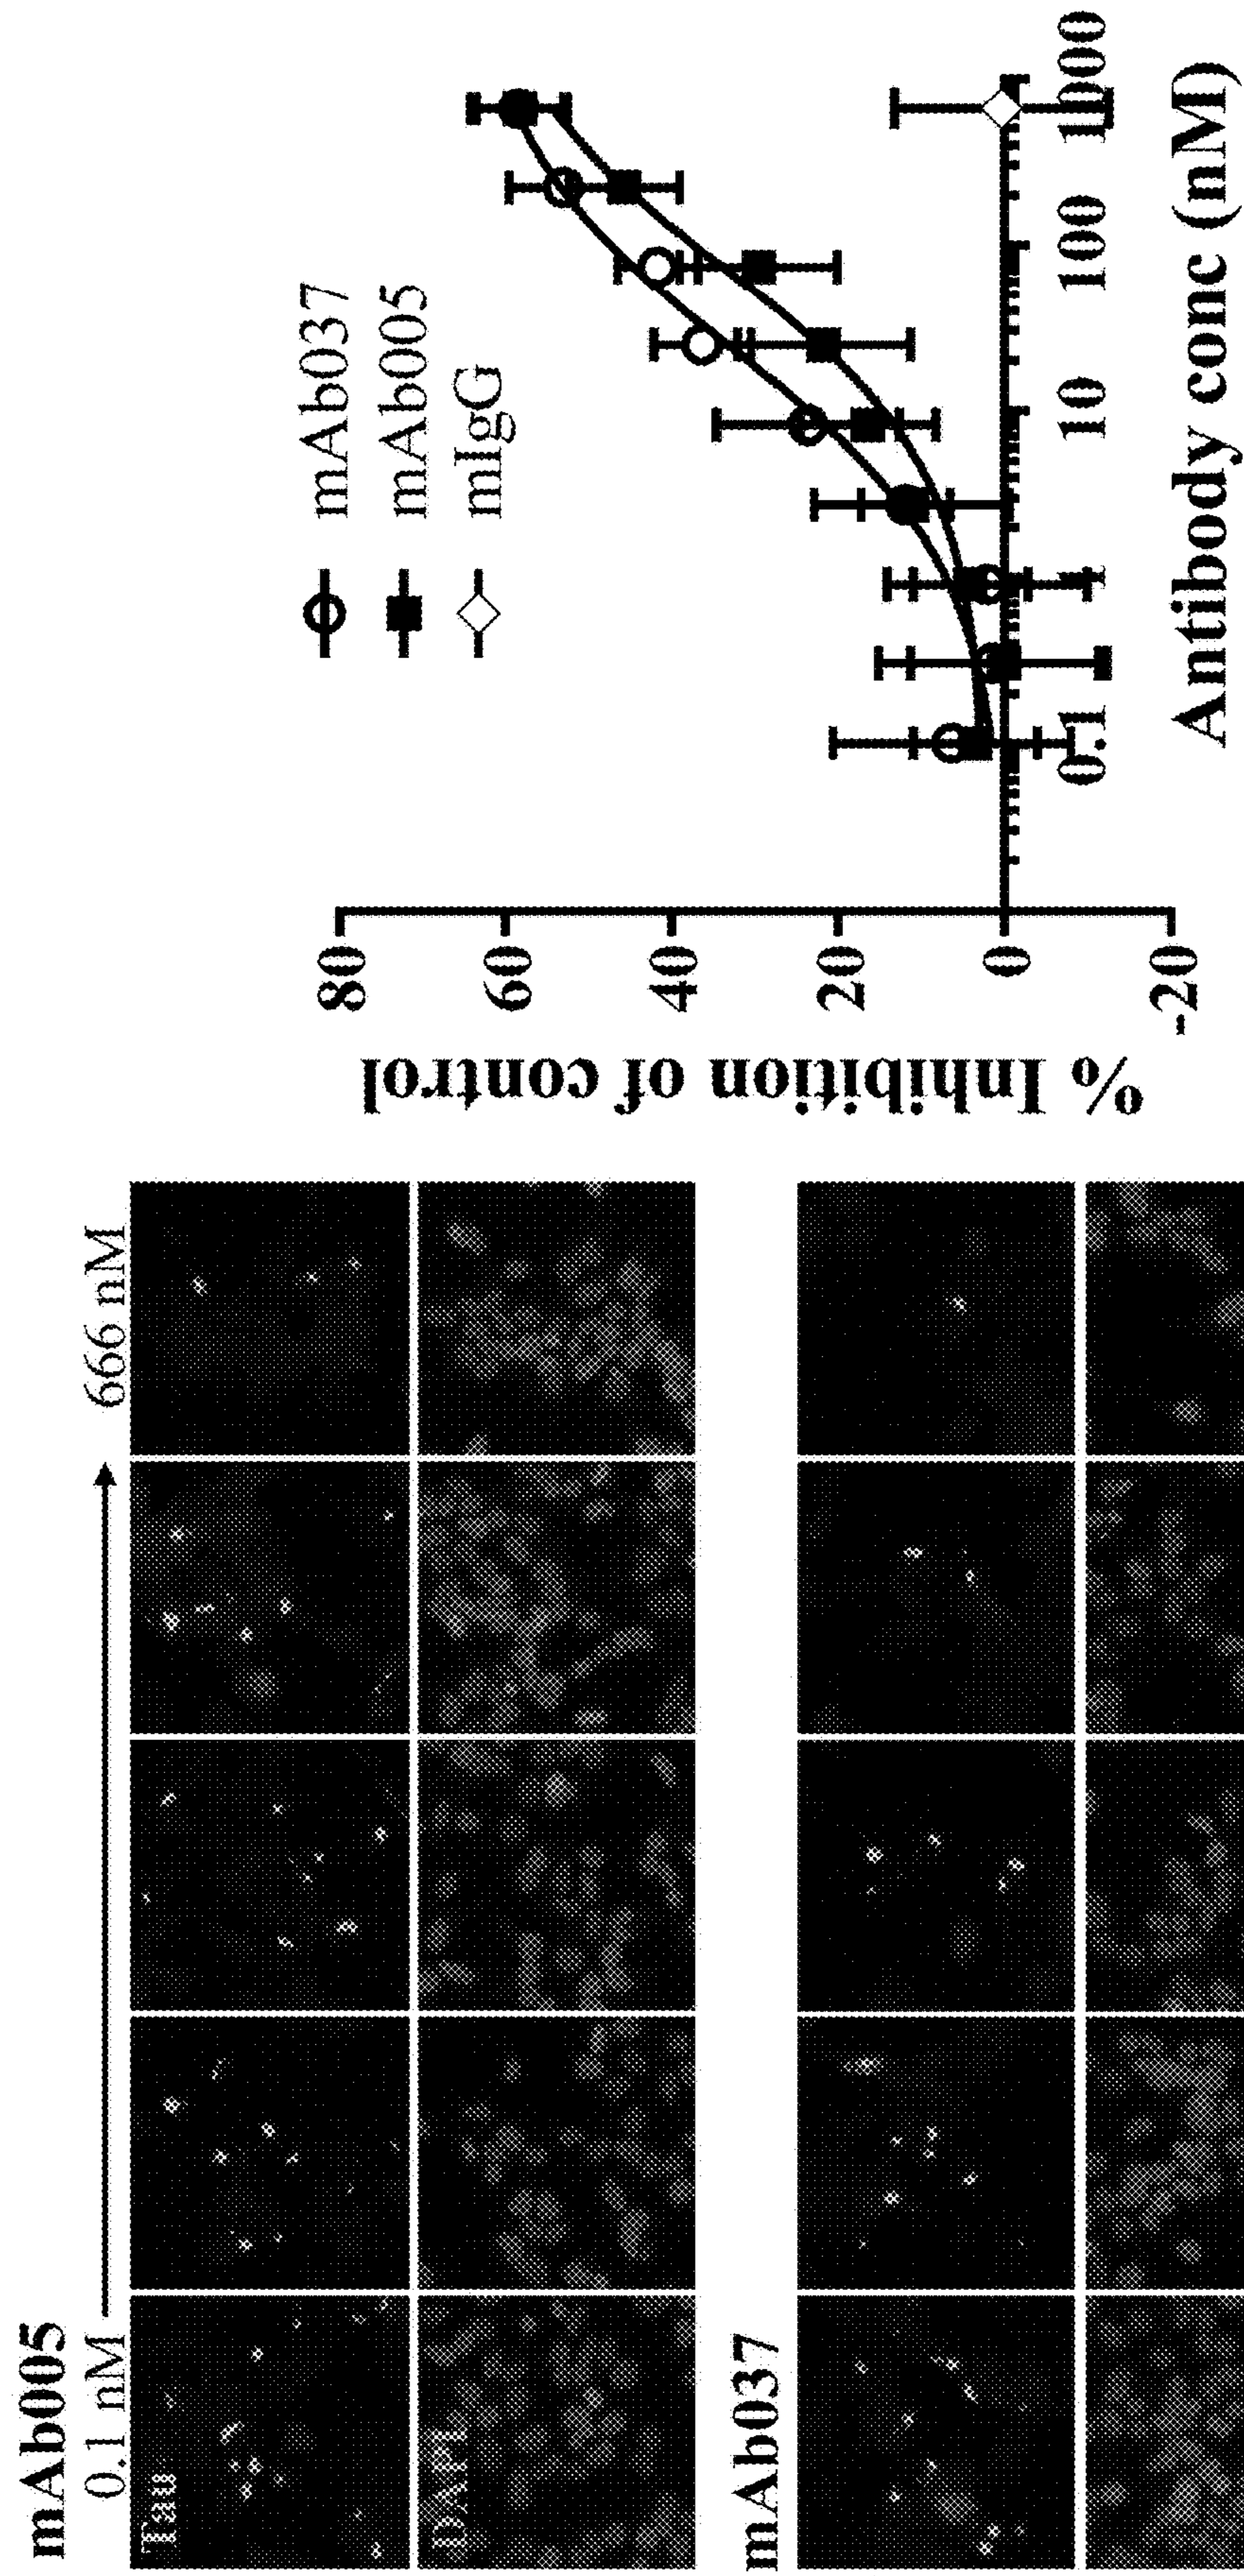 mAb005
0.1 nM
666 nM
Tau
DAPI
mAb037
% Inhibition of control
80
60
40
20
0
-20
mAb037
mAb005
mIgG
0.1
1
10
100
1000
Antibody conc (nM)